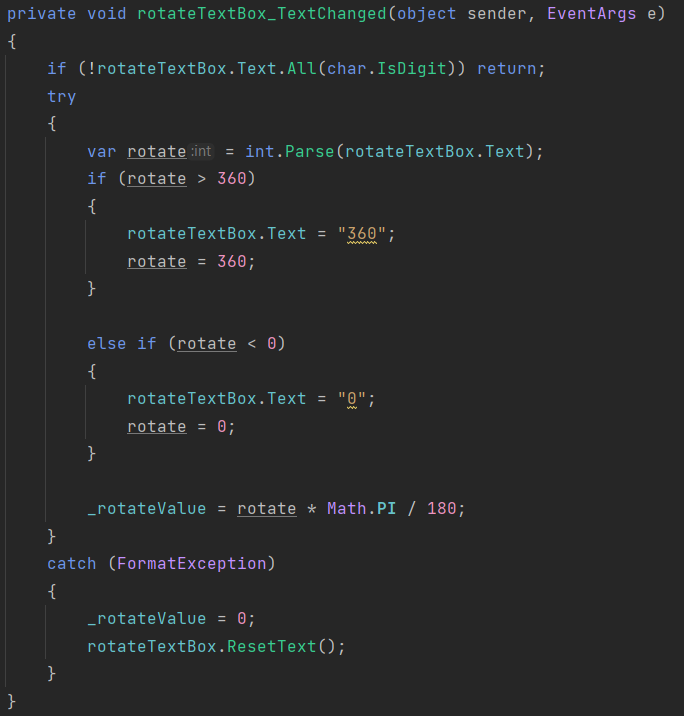 private void rotateTextBox_TextChanged(object sender, EventArgs e)
{
    if (!rotateTextBox.Text.All(char.IsDigit)) return;
    try
    {
        var rotate :int = int.Parse(rotateTextBox.Text);
        if (rotate > 360)
        {
            rotateTextBox.Text = "360";
            rotate = 360;
        }

        else if (rotate < 0)
        {
            rotateTextBox.Text = "0";
            rotate = 0;
        }

        _rotateValue = rotate * Math.PI / 180;
    }
    catch (FormatException)
    {
        _rotateValue = 0;
        rotateTextBox.ResetText();
    }
}